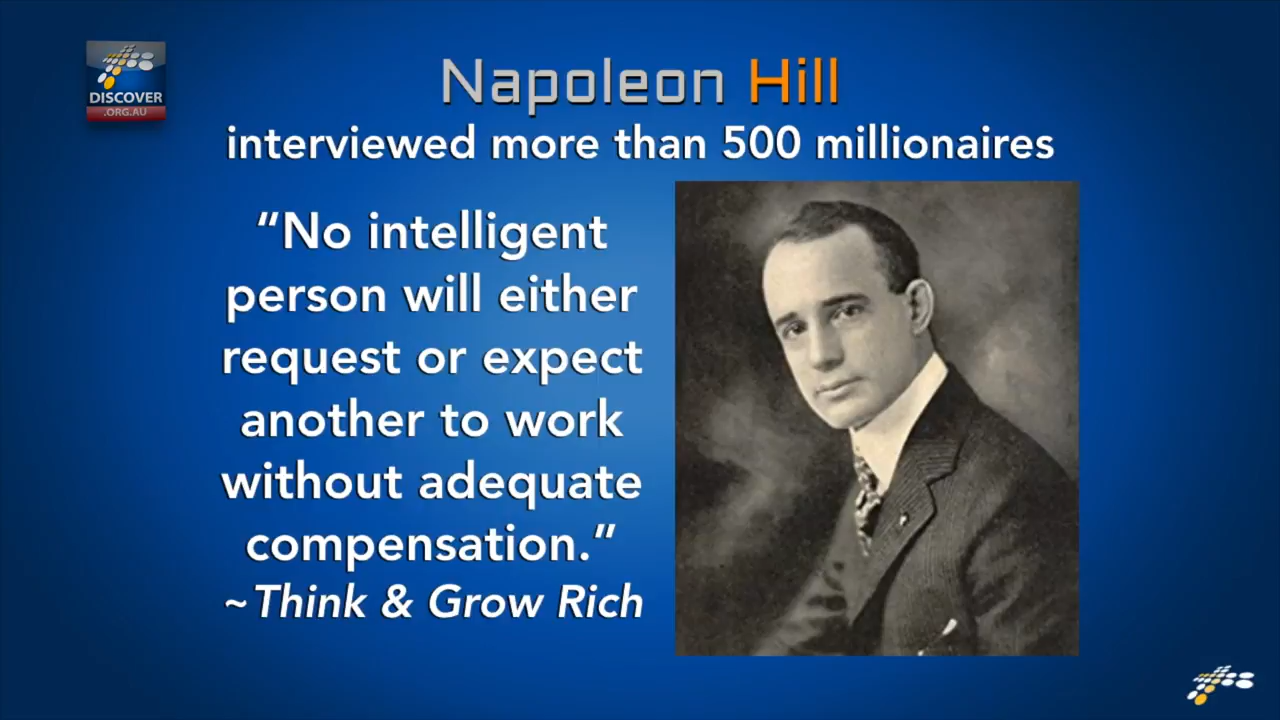 DISCOVER
.ORG.AU
Napoleon Hill
interviewed more than 500 millionaires
“No intelligent
person will either
request or expect
another to work
without adequate
compensation.”
~Think & Grow Rich